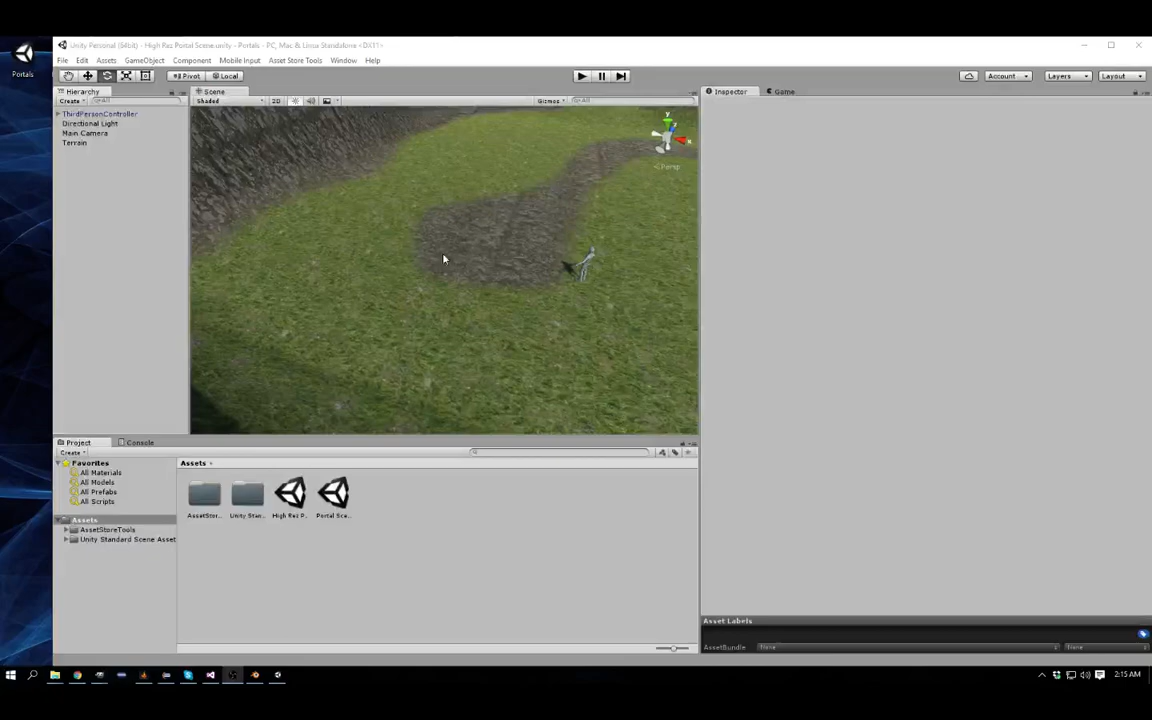 Portals
Unity Personal (64bit) - High Rez Portal Scene.unity - Portals - PC, Mac & Linux Standalone <DX11>
File Edit Assets GameObject Component Mobile Input Asset Store Tools Window Help
Pivot Local Account Layers Layout
Hierarchy Scene Inspector Game
Create All Shaded 2D Gizmos All
ThirdPersonController
Directional Light
Main Camera
Terrain
y
x
Persp
Project Console
Create
Favorites Assets
All Materials
All Models
All Prefabs
All Scripts
Assets
AssetStoreTools
Unity Standard Scene Asset
AssetStor... Unity Stan... High Rez P... Portal Sce...
Asset Labels
AssetBundle None None
2:15 AM